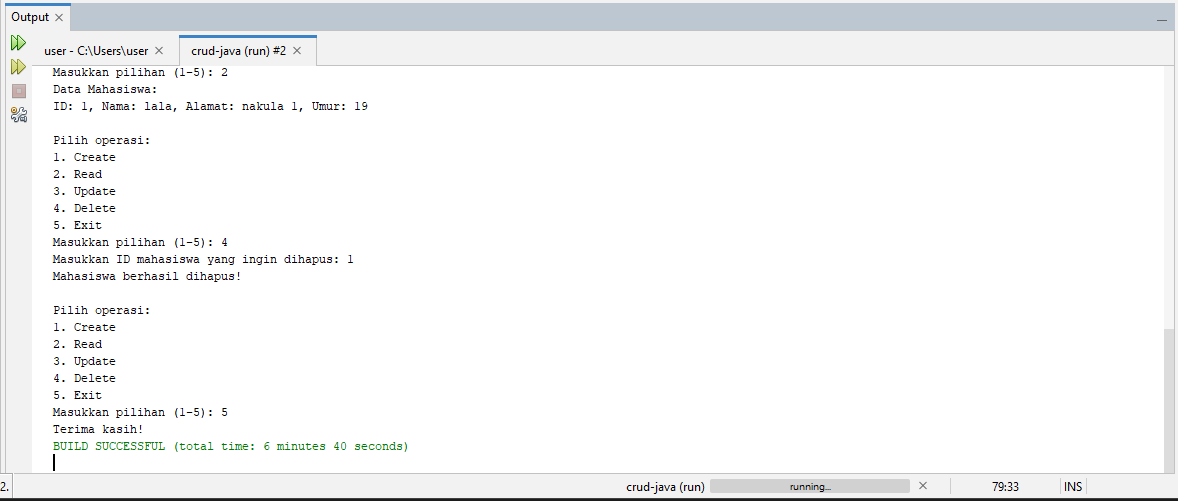 Output
user - C:\Users\user
crud-java (run) #2
Masukkan pilihan (1-5): 2
Data Mahasiswa:
ID: 1, Nama: lala, Alamat: nakula 1, Umur: 19
Pilih operasi:
1. Create
2. Read
3. Update
4. Delete
5. Exit
Masukkan pilihan (1-5): 4
Masukkan ID mahasiswa yang ingin dihapus: 1
Mahasiswa berhasil dihapus!
Pilih operasi:
1. Create
2. Read
3. Update
4. Delete
5. Exit
Masukkan pilihan (1-5): 5
Terima kasih!
BUILD SUCCESSFUL (total time: 6 minutes 40 seconds)
2. crud-java (run) running... 79:33 INS